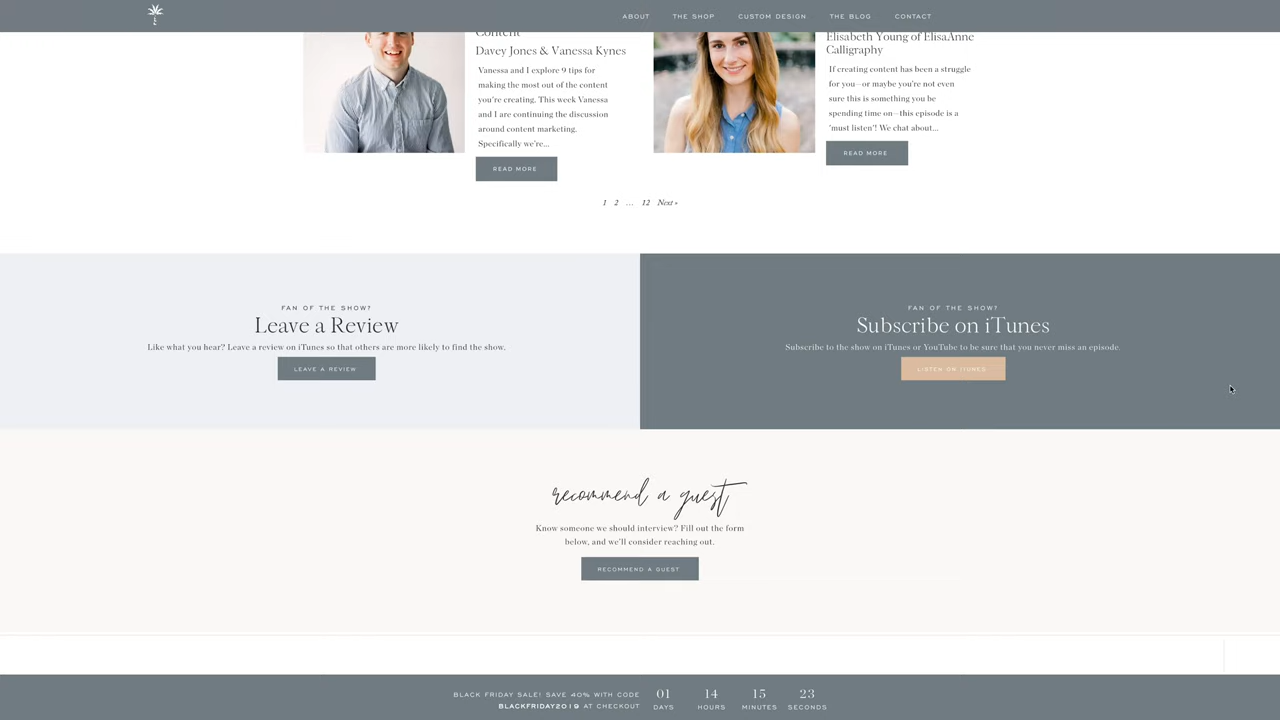 ABOUT THE SHOP CUSTOM DESIGN THE BLOG CONTACT
Content
Davey Jones & Vanessa Kynes
Vanessa and I explore 9 tips for
making the most out of the content
you're creating. This week Vanessa
and I are continuing the discussion
around content marketing.
Specifically we're...
READ MORE
Elisabeth Young of ElisaAnne
Calligraphy
If creating content has been a struggle
for you—or maybe you're not even
sure this is something you be
spending time on—this episode is a
'must listen'! We chat about...
READ MORE
1 2 … 12 Next »
FAN OF THE SHOW?
Leave a Review
Like what you hear? Leave a review on iTunes so that others are more likely to find the show.
LEAVE A REVIEW
FAN OF THE SHOW?
Subscribe on iTunes
Subscribe to the show on iTunes or YouTube to be sure that you never miss an episode.
LISTEN ON ITUNES
recommend a guest
Know someone we should interview? Fill out the form
below, and we'll consider reaching out.
RECOMMEND A GUEST
BLACK FRIDAY SALE! SAVE 40% WITH CODE
BLACKFRIDAY2019 AT CHECKOUT
01 14 15 23
DAYS HOURS MINUTES SECONDS